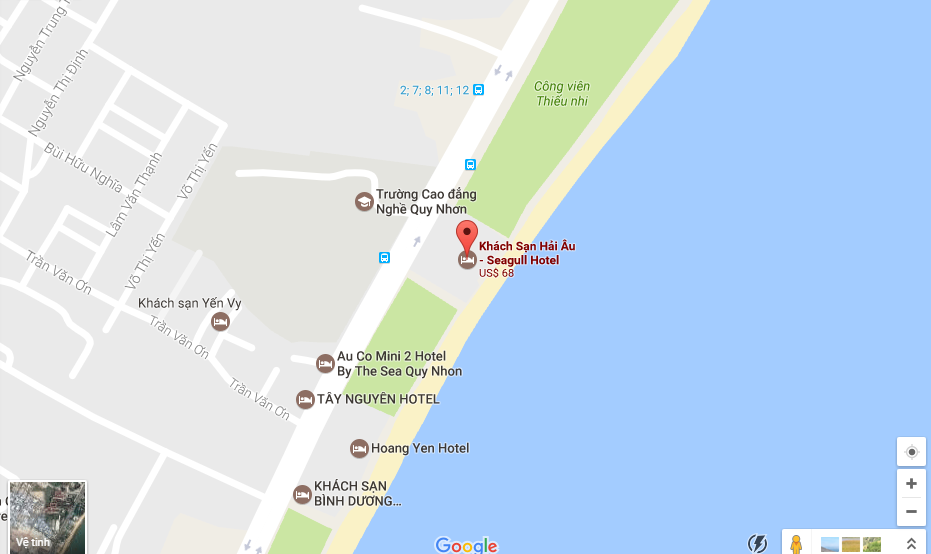 Nguyễn Trung T
Nguyễn Thị Định
2; 7; 8; 11; 12
Công viên
Thiếu nhi
Bùi Hữu Nghĩa
Lâm Văn Thạnh
Võ Thị Yến
Trường Cao đẳng
Nghề Quy Nhơn
Võ Thị Yến
Khách Sạn Hải Âu
- Seagull Hotel
US$ 68
Trần Văn Ơn
Khách sạn Yến Vy
Trần Văn Ơn
Au Co Mini 2 Hotel
By The Sea Quy Nhon
Trần Văn Ơn
TÂY NGUYÊN HOTEL
Hoang Yen Hotel
KHÁCH SẠN
BÌNH DƯƠNG...
Vệ tinh
Google